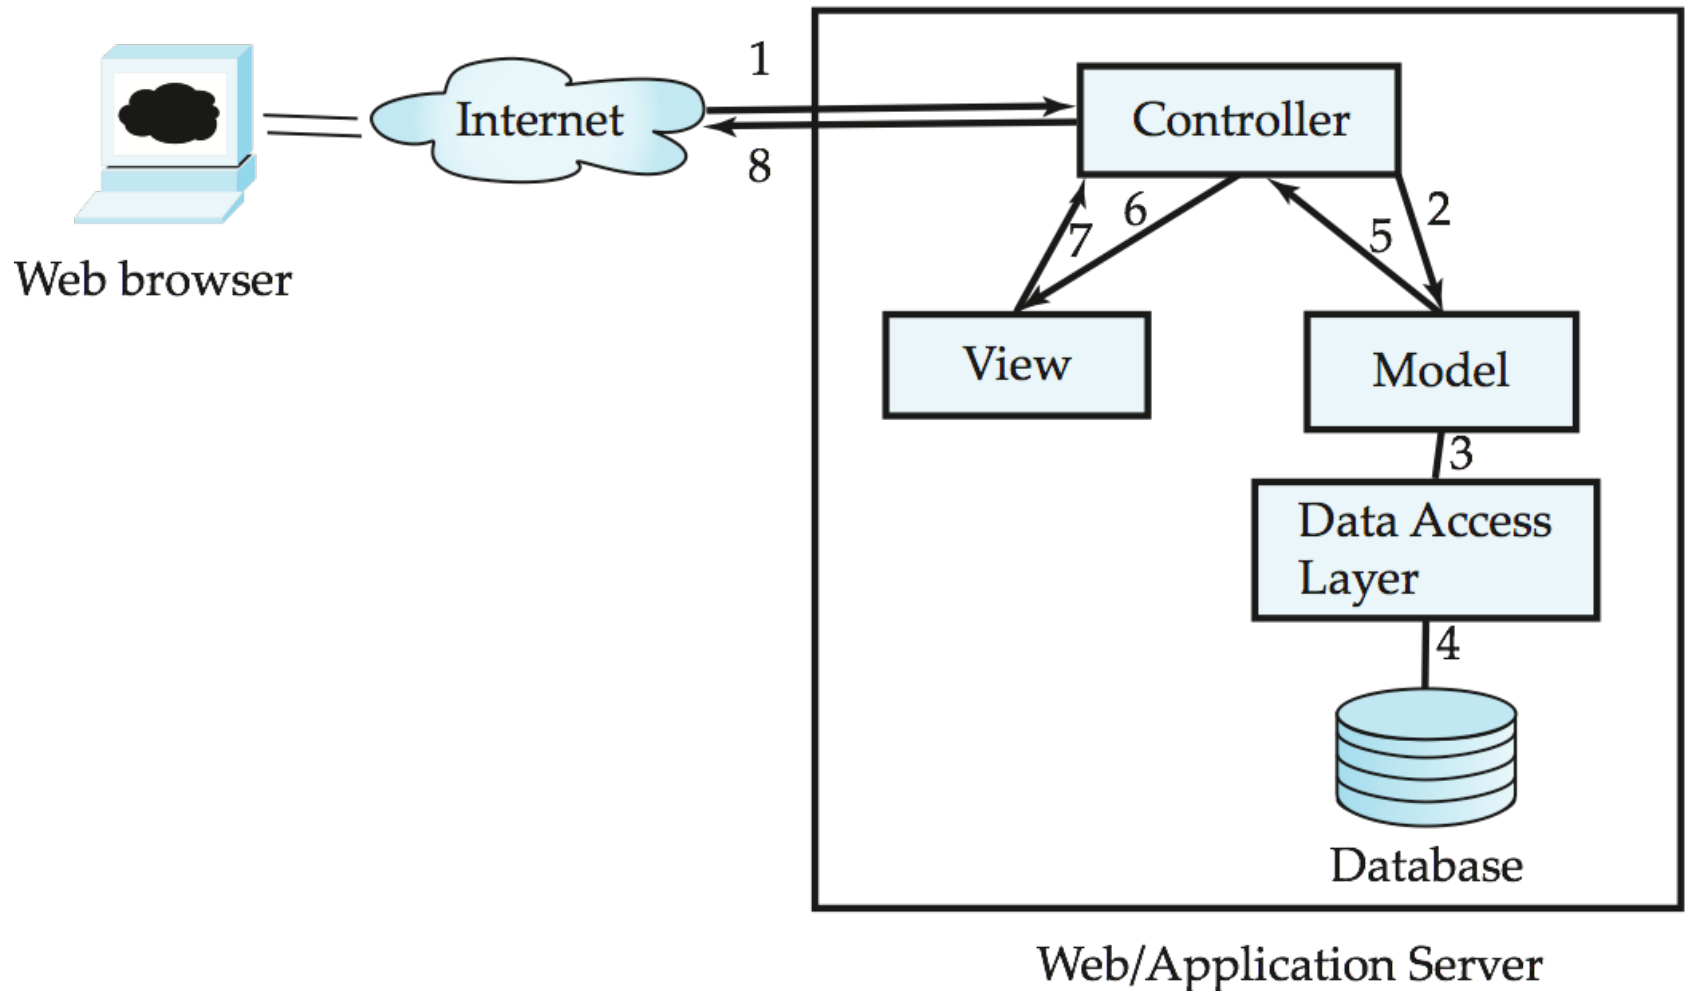 1
Internet
Controller
8
Web browser
6
2
7
5
View
Model
3
Data Access
Layer
4
Database
Web/Application Server